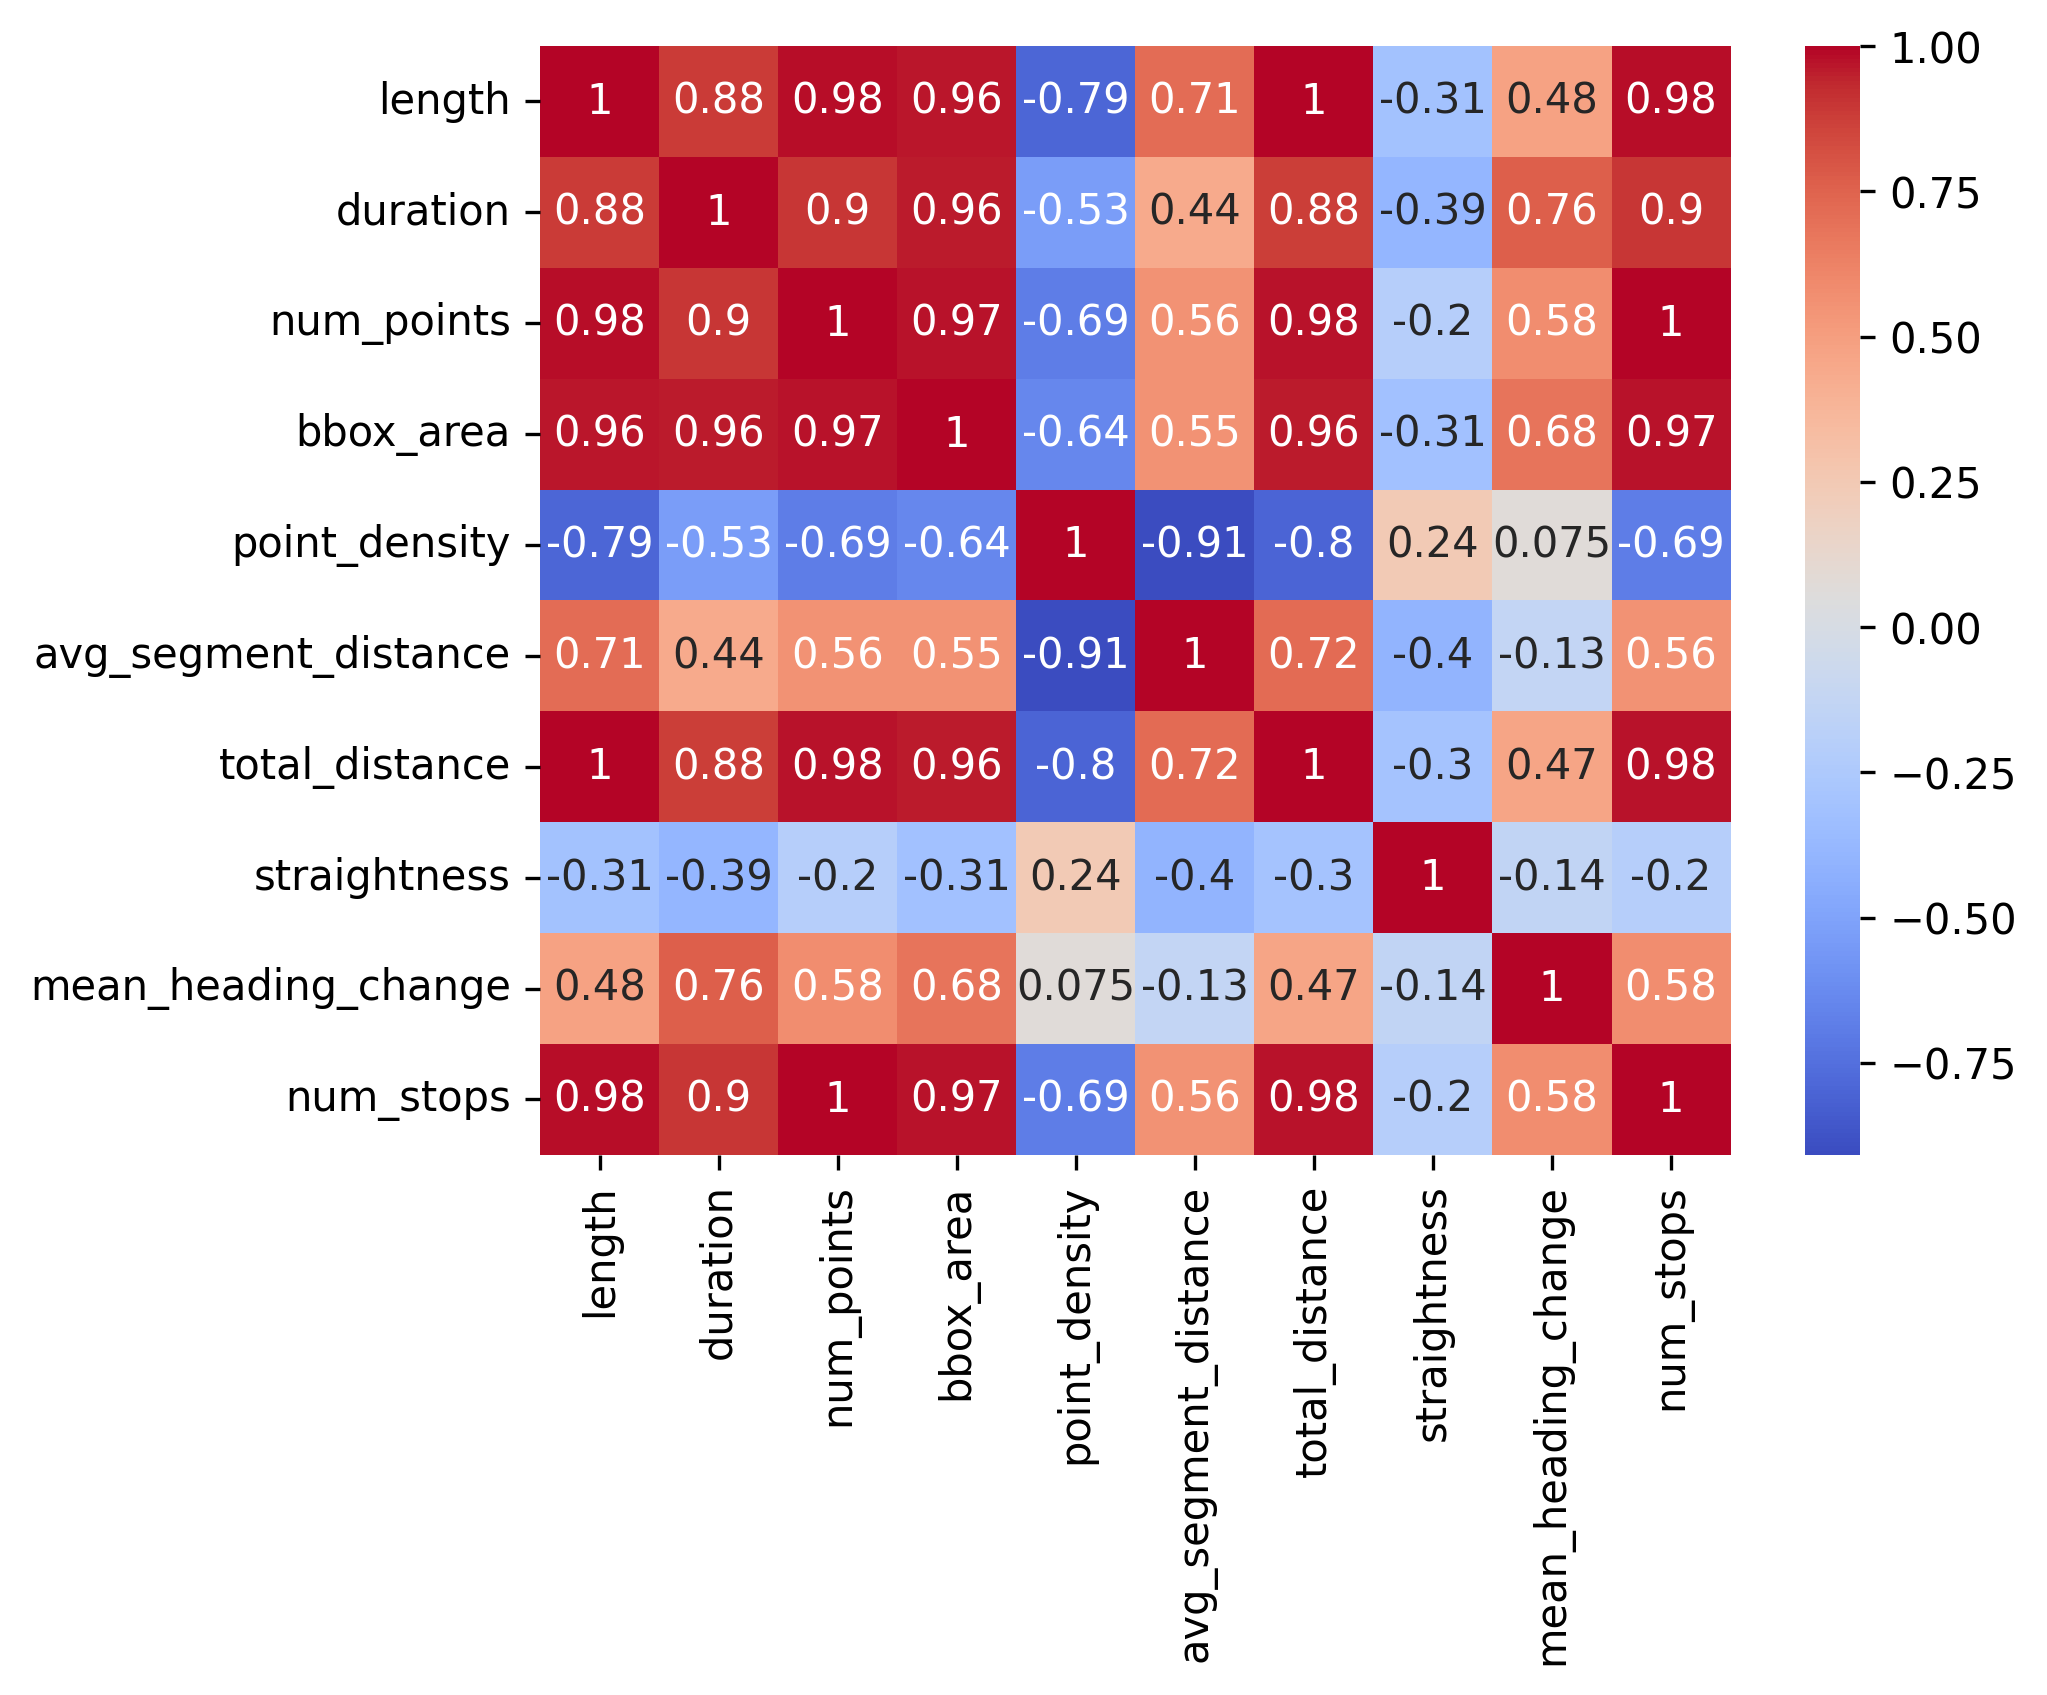 length 1 0.88 0.98 0.96 -0.79 0.71 1 -0.31 0.48 0.98
duration 0.88 1 0.9 0.96 -0.53 0.44 0.88 -0.39 0.76 0.9
num_points 0.98 0.9 1 0.97 -0.69 0.56 0.98 -0.2 0.58 1
bbox_area 0.96 0.96 0.97 1 -0.64 0.55 0.96 -0.31 0.68 0.97
point_density -0.79 -0.53 -0.69 -0.64 1 -0.91 -0.8 0.24 0.075 -0.69
avg_segment_distance 0.71 0.44 0.56 0.55 -0.91 1 0.72 -0.4 -0.13 0.56
total_distance 1 0.88 0.98 0.96 -0.8 0.72 1 -0.3 0.47 0.98
straightness -0.31 -0.39 -0.2 -0.31 0.24 -0.4 -0.3 1 -0.14 -0.2
mean_heading_change 0.48 0.76 0.58 0.68 0.075 -0.13 0.47 -0.14 1 0.58
num_stops 0.98 0.9 1 0.97 -0.69 0.56 0.98 -0.2 0.58 1
length
duration
num_points
bbox_area
point_density
avg_segment_distance
total_distance
straightness
mean_heading_change
num_stops
1.00
0.75
0.50
0.25
0.00
−0.25
−0.50
−0.75